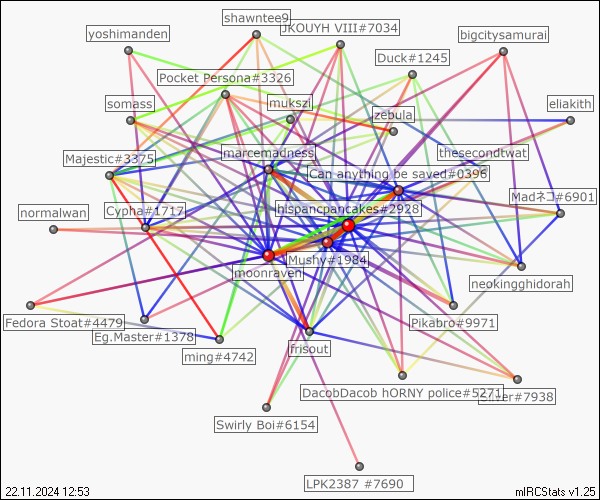 shawntee9
yoshimanden
JKOUYH VIII#7034
bigcitysamurai
Duck#1245
Pocket Persona#3326
somass
mukszi
eliakith
zebula
Majestic#3375
marcemadness
thesecondtwat
Can anything be saved#0396
Madネコ#6901
normalwan
Cypha#1717
hispancpancakes#2928
Mushy#1984
moonraven
neokingghidorah
Fedora Stoat#4479
Pikabro#9971
Eg.Master#1378
ming#4742
frisout
DacobDacob hORNY police#5271
#7938
Swirly Boi#6154
LPK2387 #7690
22.11.2024 12:53
mIRCStats v1.25